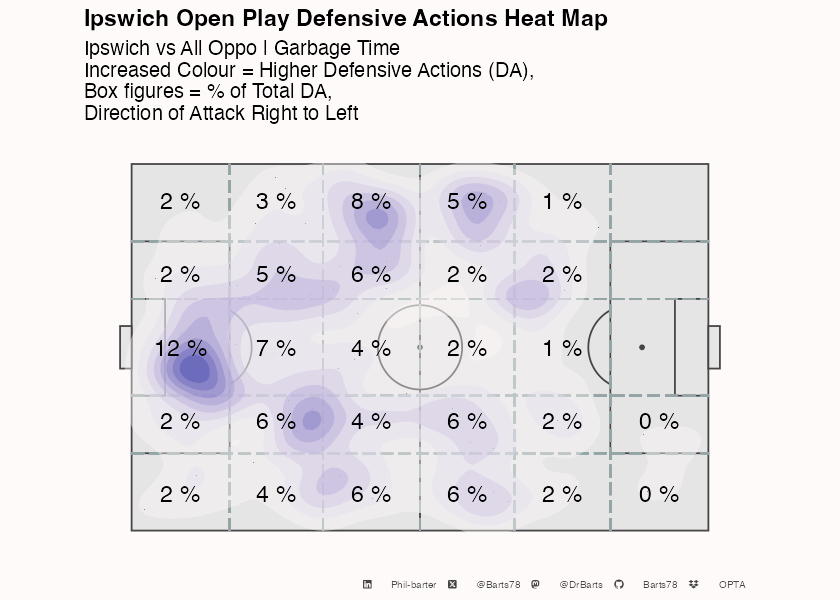 Ipswich Open Play Defensive Actions Heat Map
Ipswich vs All Oppo | Garbage Time
Increased Colour = Higher Defensive Actions (DA),
Box figures = % of Total DA,
Direction of Attack Right to Left
2 % 3 % 8 % 5 % 1 %
2 % 5 % 6 % 2 % 2 %
12 % 7 % 4 % 2 % 1 %
2 % 6 % 4 % 6 % 2 % 0 %
2 % 4 % 6 % 6 % 2 % 0 %
Phil-barter @Barts78 @DrBarts Barts78 OPTA